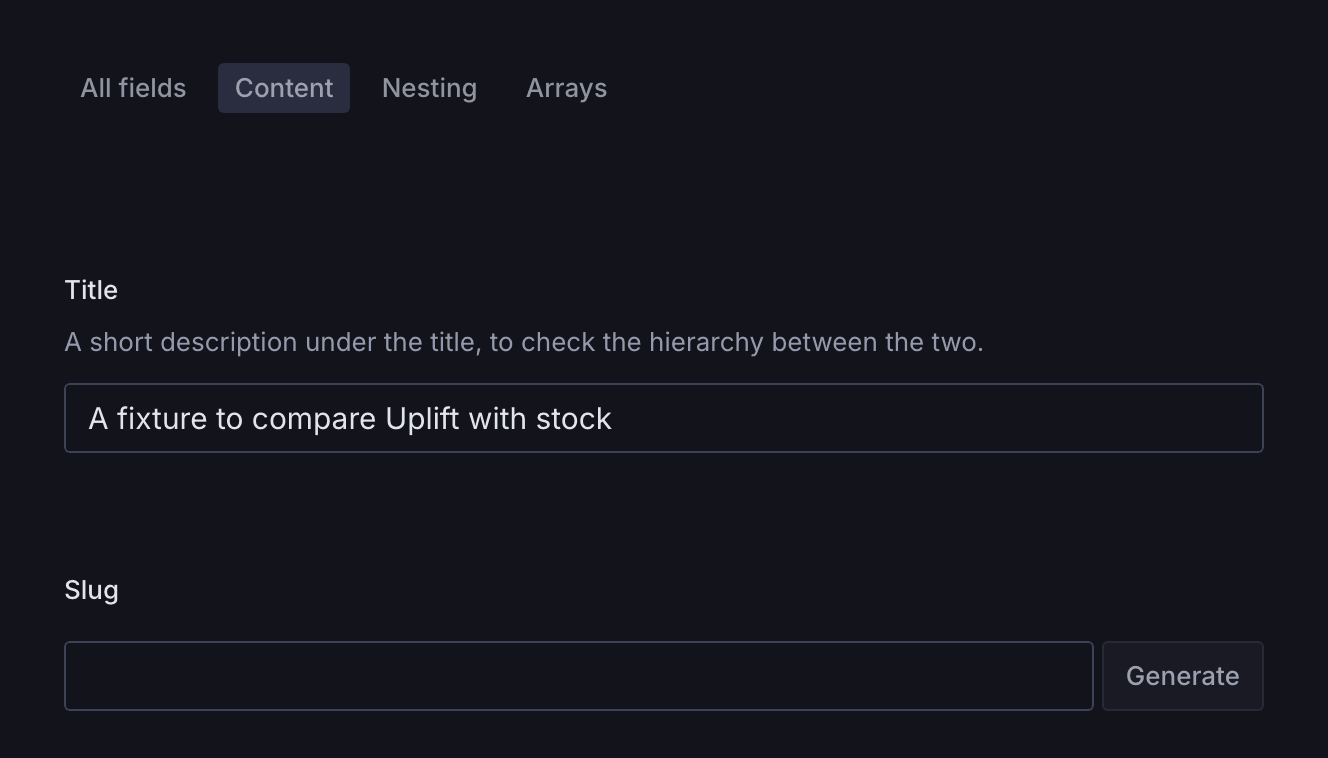 All fields Content Nesting Arrays
Title
A short description under the title, to check the hierarchy between the two.
A fixture to compare Uplift with stock
Slug
Generate